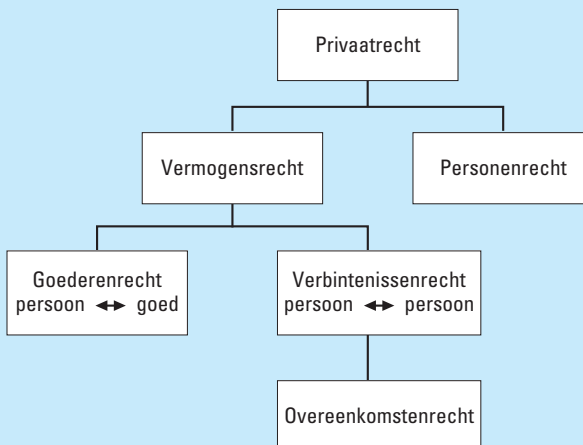 Privaatrecht
Vermogensrecht
Personenrecht
Goederenrecht
persoon ↔ goed
Verbintenissenrecht
persoon ↔ persoon
Overeenkomstenrecht